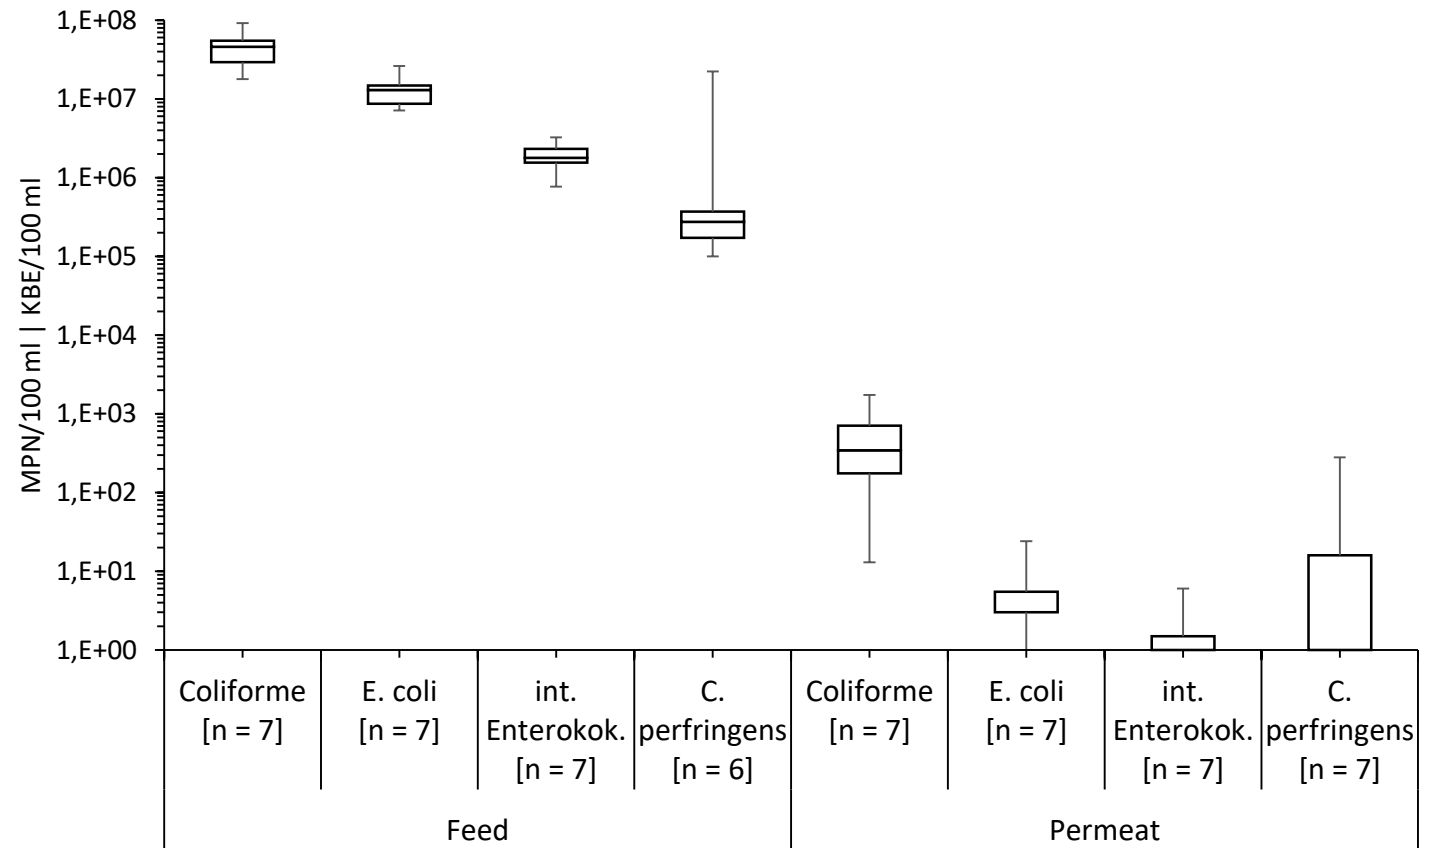 MPN/100 ml | KBE/100 ml
1,E+08
1,E+07
1,E+06
1,E+05
1,E+04
1,E+03
1,E+02
1,E+01
1,E+00
Coliforme
[n = 7]
E. coli
[n = 7]
int.
Enterokok.
[n = 7]
C.
perfringens
[n = 6]
Coliforme
[n = 7]
E. coli
[n = 7]
int.
Enterokok.
[n = 7]
C.
perfringens
[n = 7]
Feed
Permeat